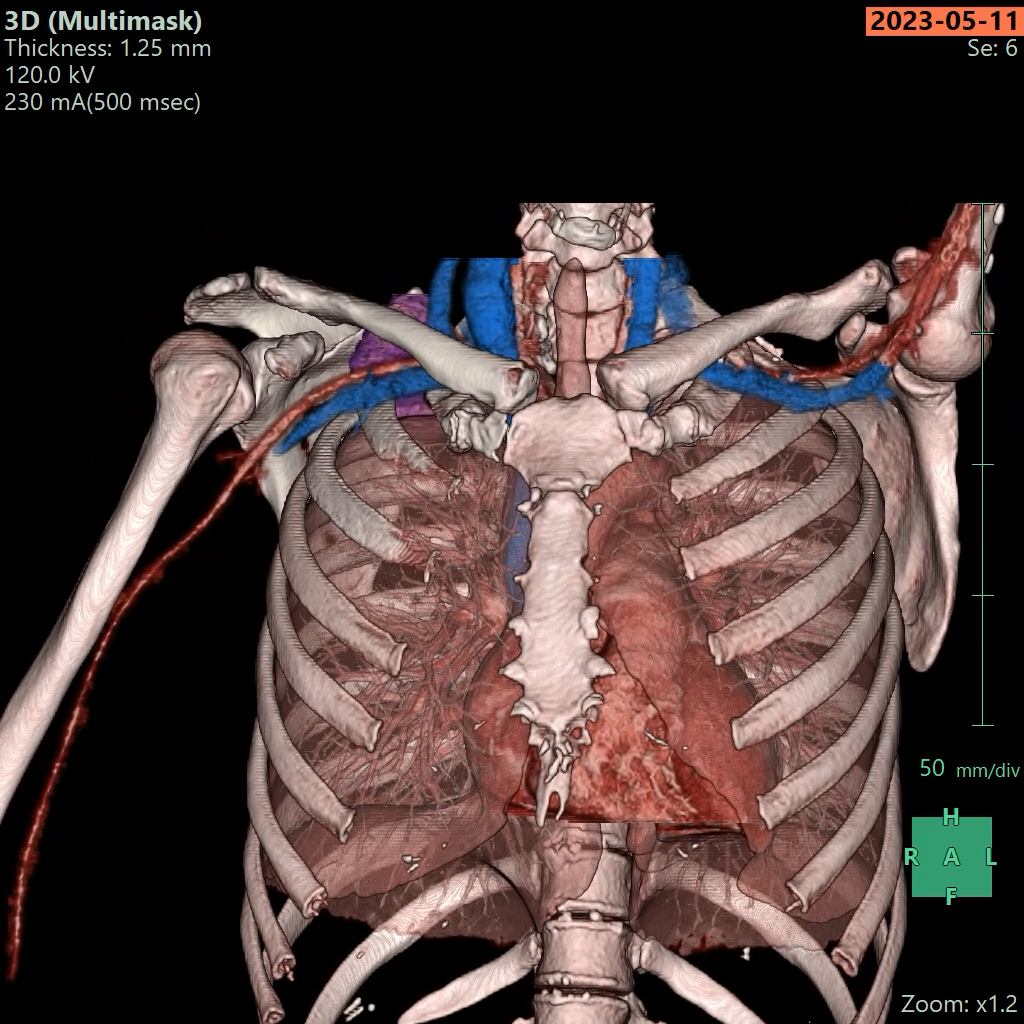 3D (Multimask)
Thickness: 1.25 mm
120.0 kV
230 mA(500 msec)
2023-05-11
Se: 6
50 mm/div
H
R A L
F
Zoom: x1.2